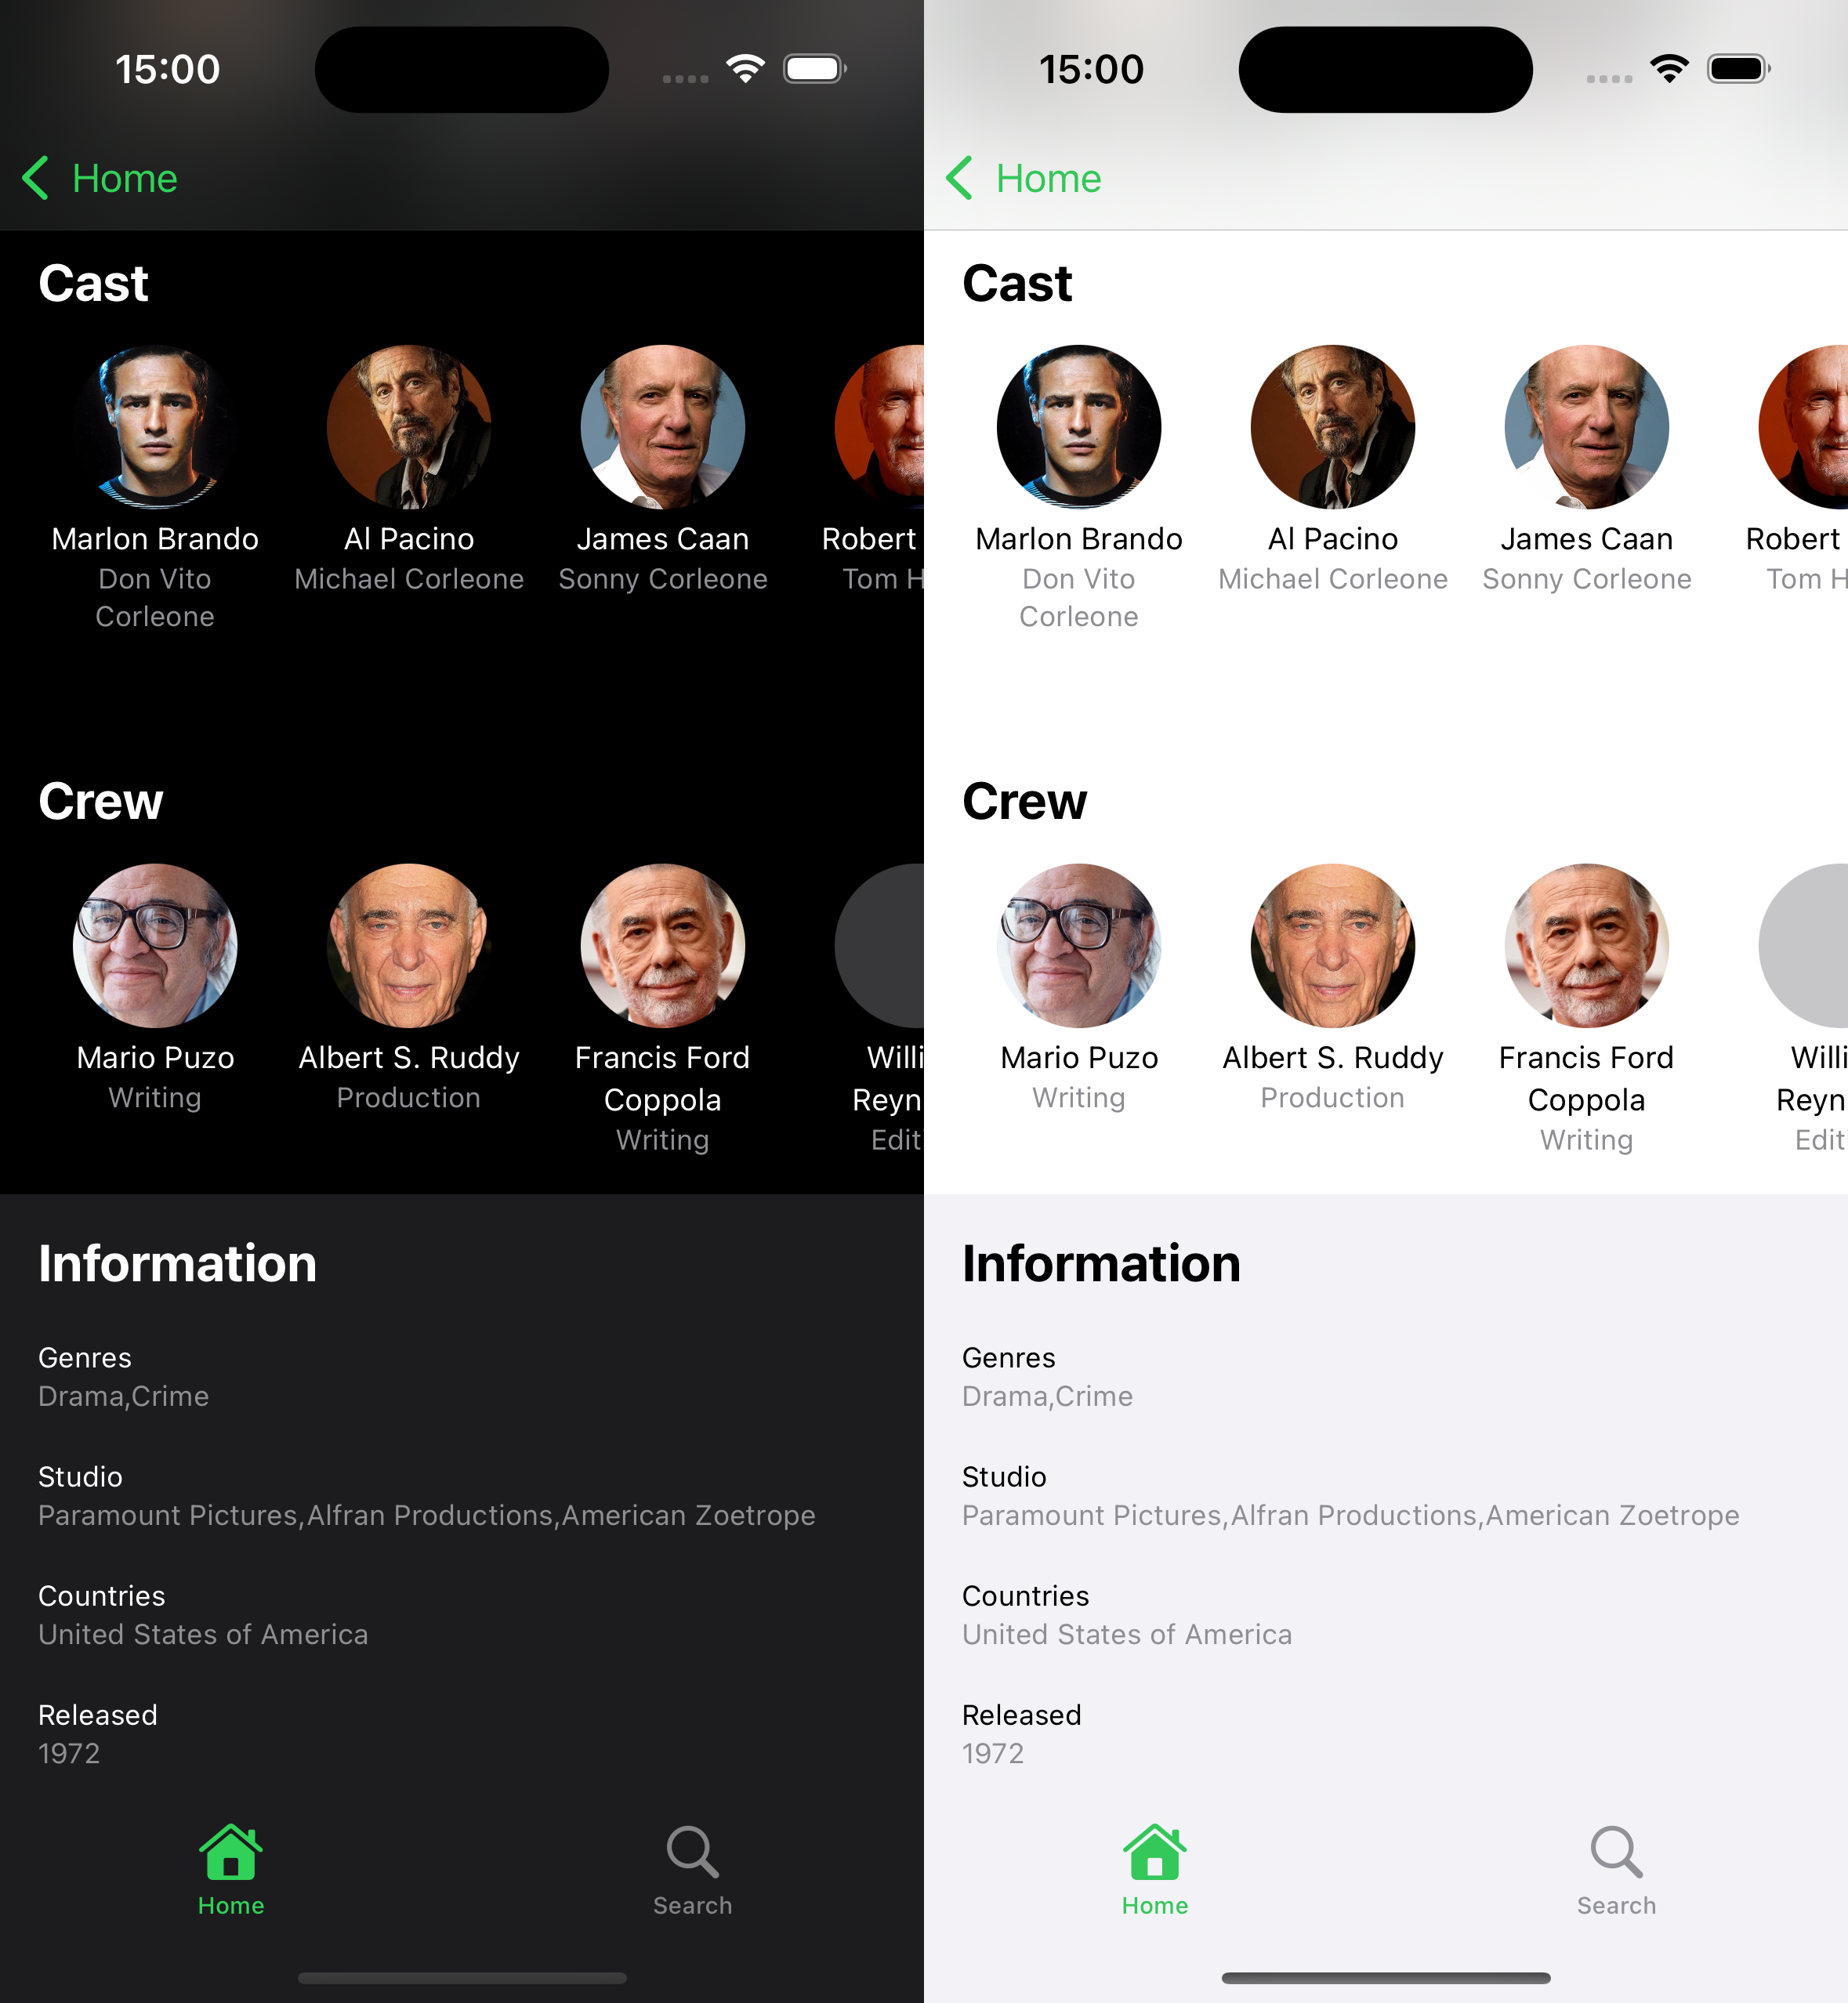 15:00
Home
Cast
Marlon Brando
Don Vito
Corleone
Al Pacino
Michael Corleone
James Caan
Sonny Corleone
Robert
Tom H
Crew
Mario Puzo
Writing
Albert S. Ruddy
Production
Francis Ford
Coppola
Writing
Willi
Reyn
Edit
Information
Genres
Drama,Crime
Studio
Paramount Pictures,Alfran Productions,American Zoetrope
Countries
United States of America
Released
1972
Home
Search
15:00
Home
Cast
Marlon Brando
Don Vito
Corleone
Al Pacino
Michael Corleone
James Caan
Sonny Corleone
Robert
Tom H
Crew
Mario Puzo
Writing
Albert S. Ruddy
Production
Francis Ford
Coppola
Writing
Willi
Reyn
Edit
Information
Genres
Drama,Crime
Studio
Paramount Pictures,Alfran Productions,American Zoetrope
Countries
United States of America
Released
1972
Home
Search